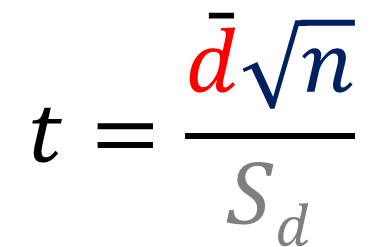 t = d̄√n / S_d